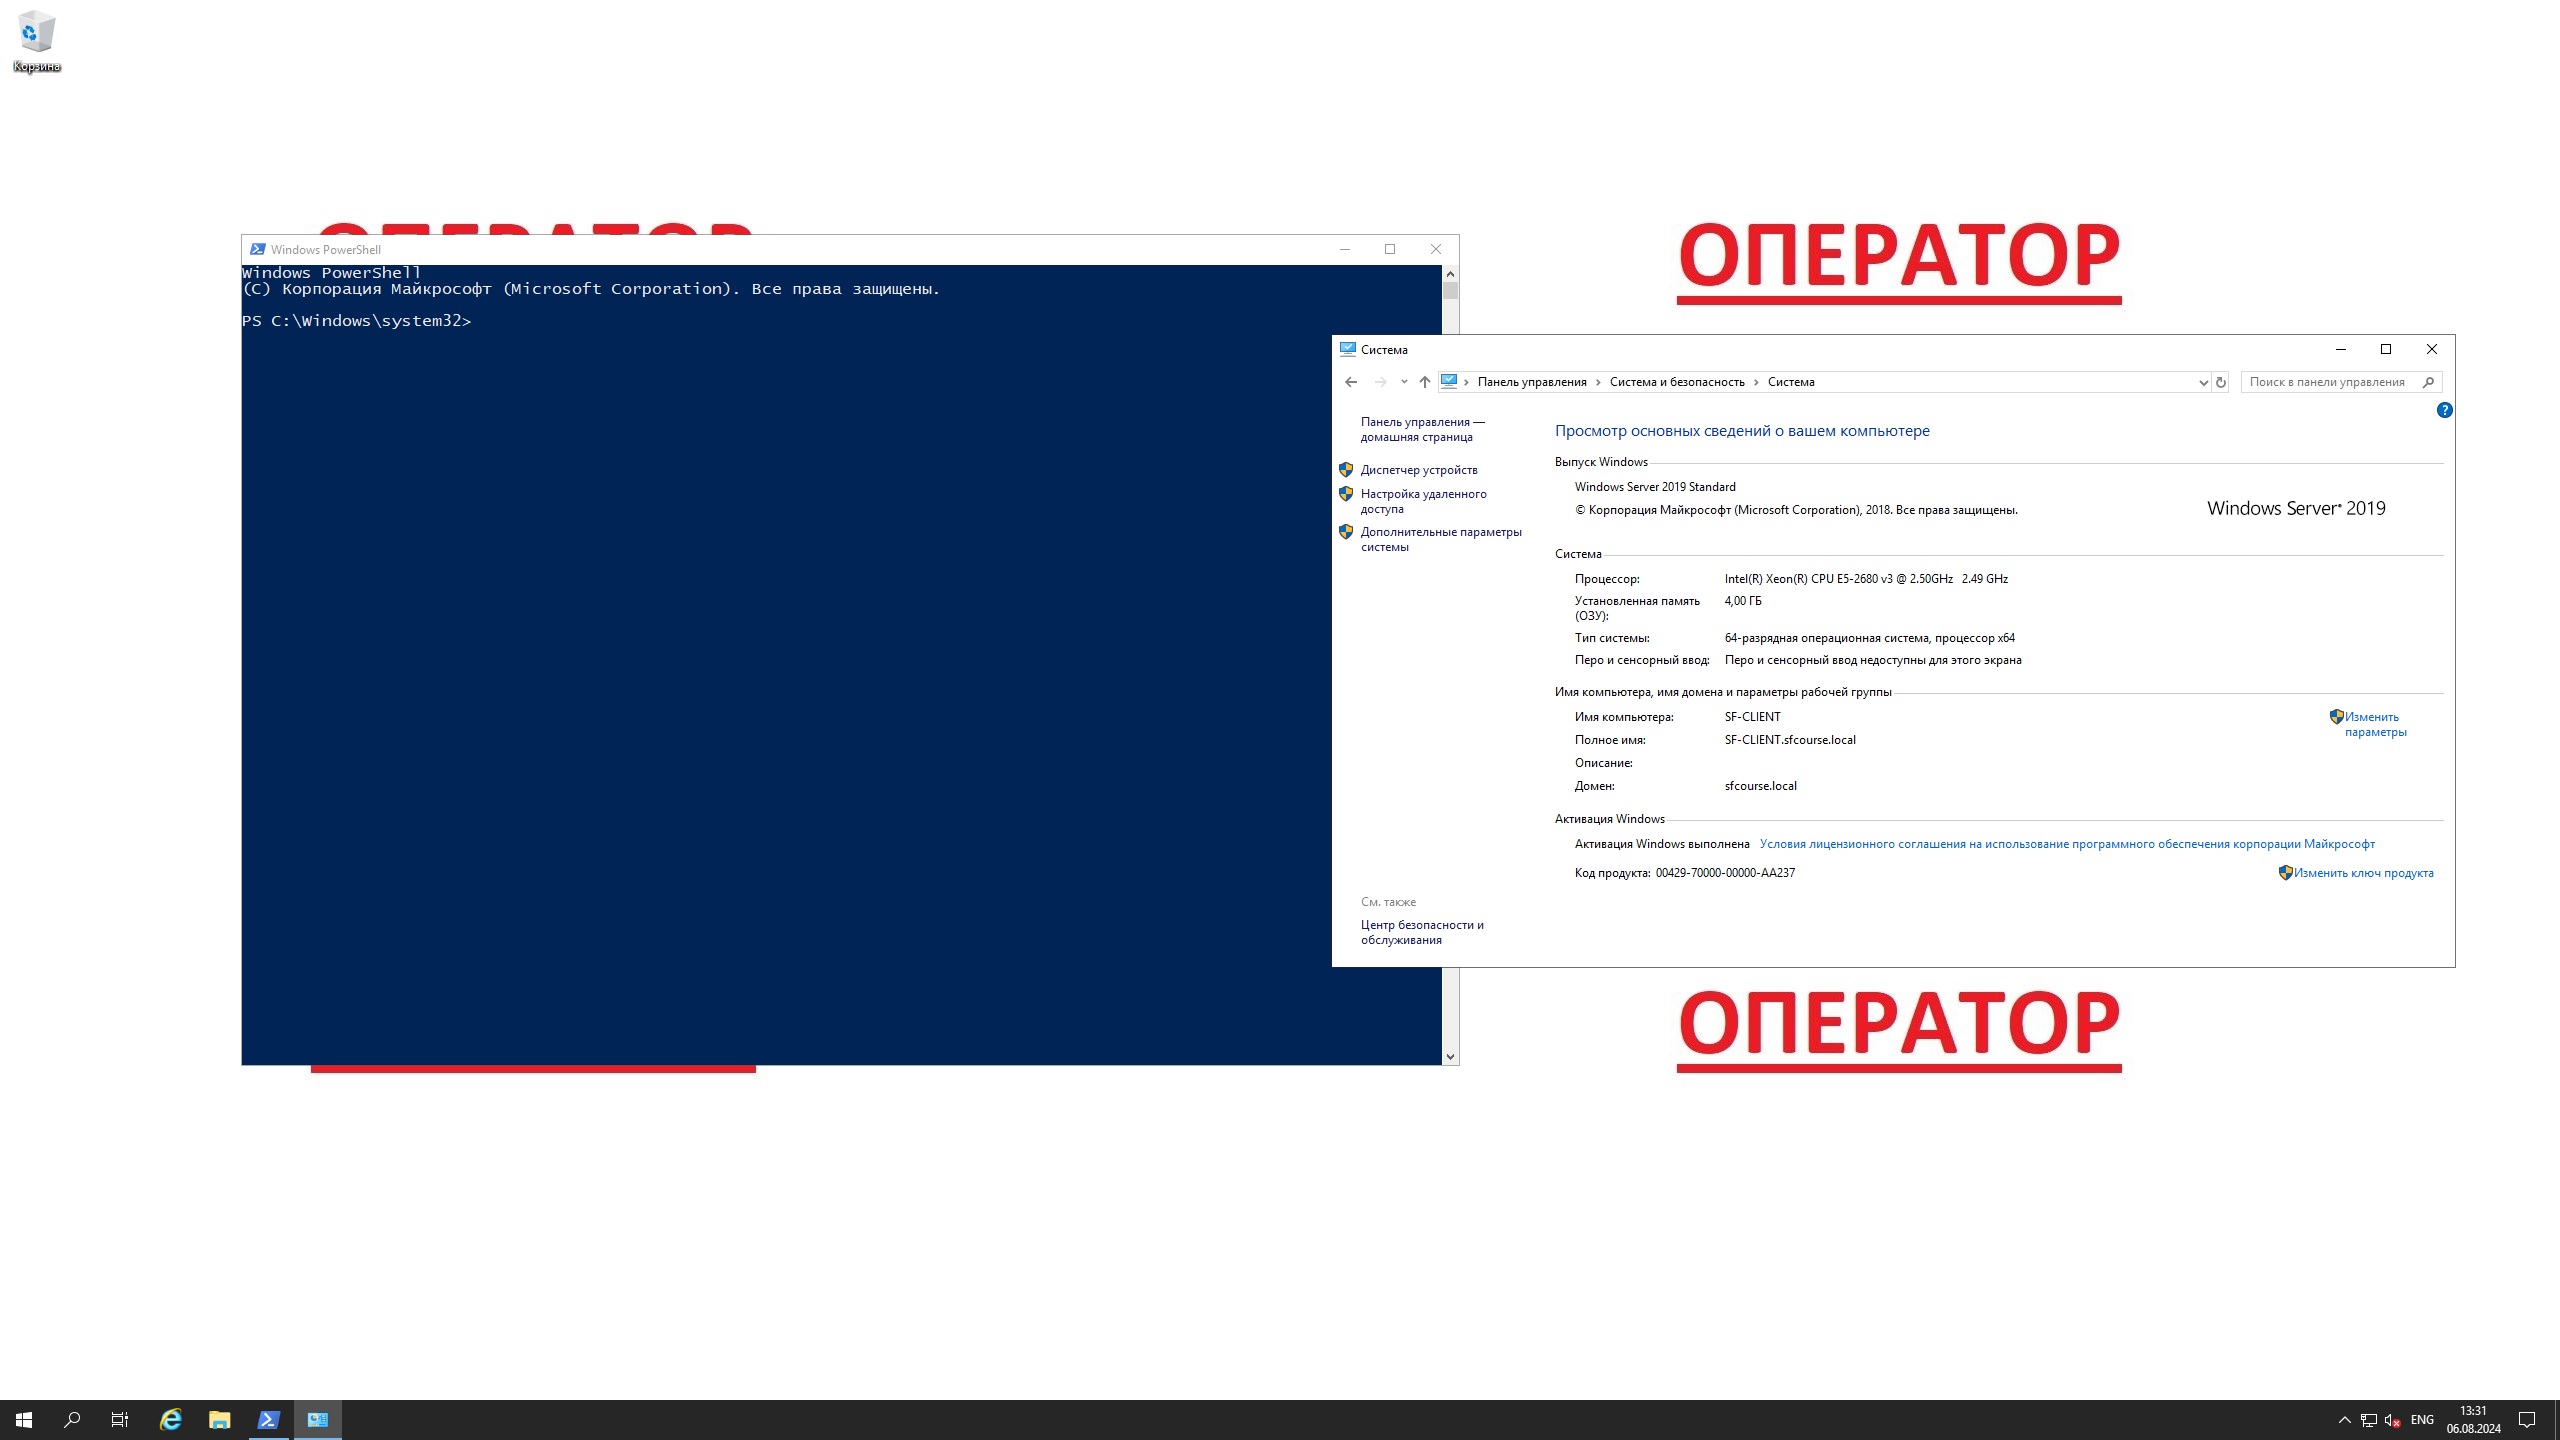 Корзина
ОПЕРАТОР
Windows PowerShell
Windows PowerShell
(C) Корпорация Майкрософт (Microsoft Corporation). Все права защищены.
PS C:\Windows\system32>
ОПЕРАТОР
Система
Панель управления
Система и безопасность
Система
Поиск в панели управления
Панель управления —
домашняя страница
Диспетчер устройств
Настройка удаленного
доступа
Дополнительные параметры
системы
Просмотр основных сведений о вашем компьютере
Выпуск Windows
Windows Server 2019 Standard
© Корпорация Майкрософт (Microsoft Corporation), 2018. Все права защищены.
Windows Server® 2019
Система
Процессор: Intel(R) Xeon(R) CPU E5-2680 v3 @ 2.50GHz 2.49 GHz
Установленная память 4,00 ГБ
(ОЗУ):
Тип системы: 64-разрядная операционная система, процессор x64
Перо и сенсорный ввод: Перо и сенсорный ввод недоступны для этого экрана
Имя компьютера, имя домена и параметры рабочей группы
Имя компьютера: SF-CLIENT
Изменить
параметры
Полное имя: SF-CLIENT.sfcourse.local
Описание:
Домен: sfcourse.local
Активация Windows
Активация Windows выполнена Условия лицензионного соглашения на использование программного обеспечения корпорации Майкрософт
Код продукта: 00429-70000-00000-AA237
Изменить ключ продукта
См. также
Центр безопасности и
обслуживания
ОПЕРАТОР
ENG
13:31
06.08.2024